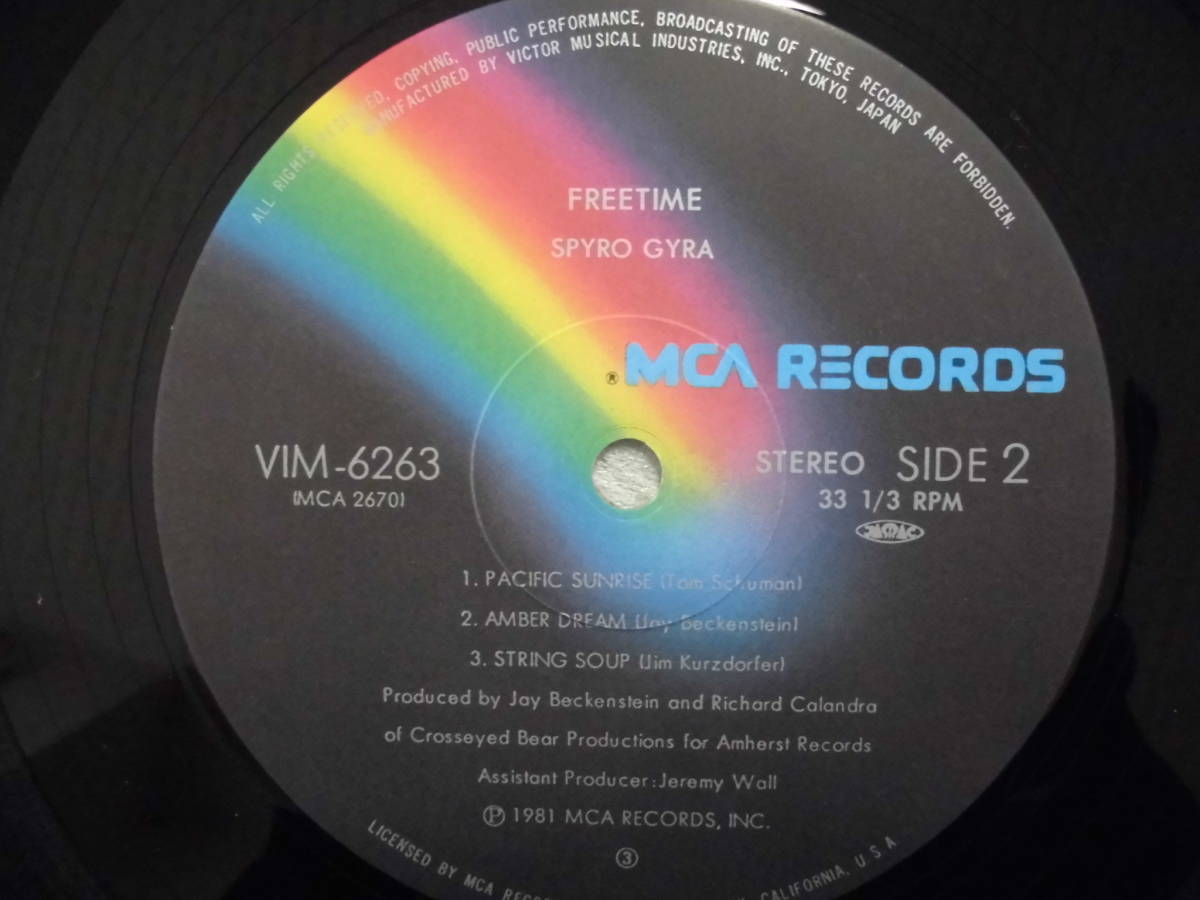 ALL RIGHTS RESERVED, COPYING, PUBLIC PERFORMANCE, BROADCASTING OF THESE RECORDS ARE FORBIDDEN.
MANUFACTURED BY VICTOR MUSICAL INDUSTRIES, INC., TOKYO, JAPAN
FREETIME
SPYRO GYRA
® MCA RECORDS
VIM-6263
(MCA 2670)
STEREO SIDE 2
33 1/3 RPM
1. PACIFIC SUNRISE (Tom Schuman)
2. AMBER DREAM (Jay Beckenstein)
3. STRING SOUP (Jim Kurzdorfer)
Produced by Jay Beckenstein and Richard Calandra
of Crosseyed Bear Productions for Amherst Records
Assistant Producer: Jeremy Wall
Ⓟ 1981 MCA RECORDS, INC.
③
LICENSED BY MCA CALIFORNIA, U.S.A.